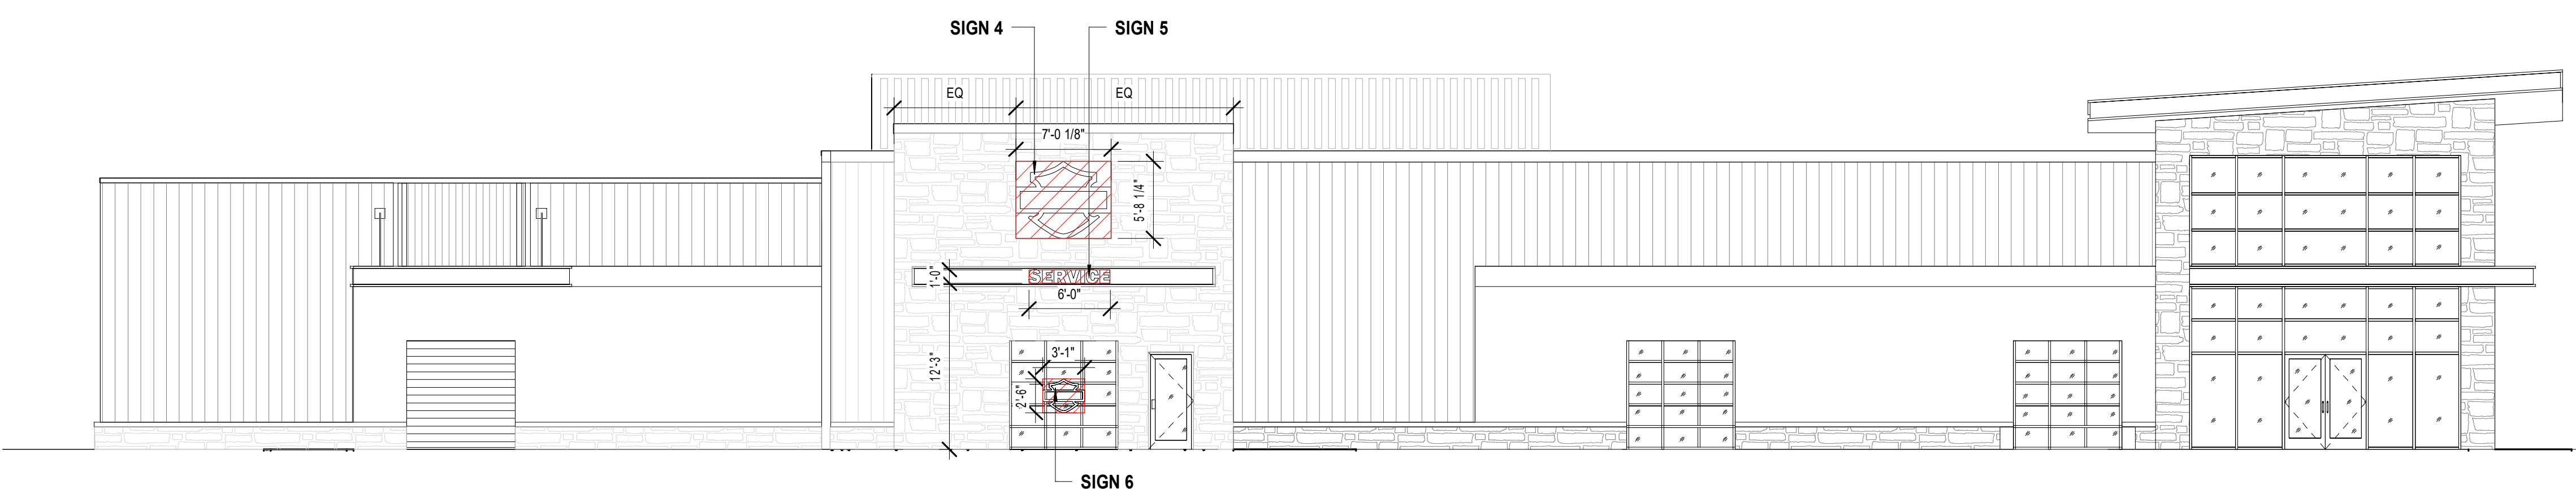 SIGN 4
SIGN 5
EQ
EQ
7'-0 1/8"
5'-8 1/4"
1'-0"
SERVICE
6'-0"
12'-3"
3'-1"
2'-6"
SIGN 6